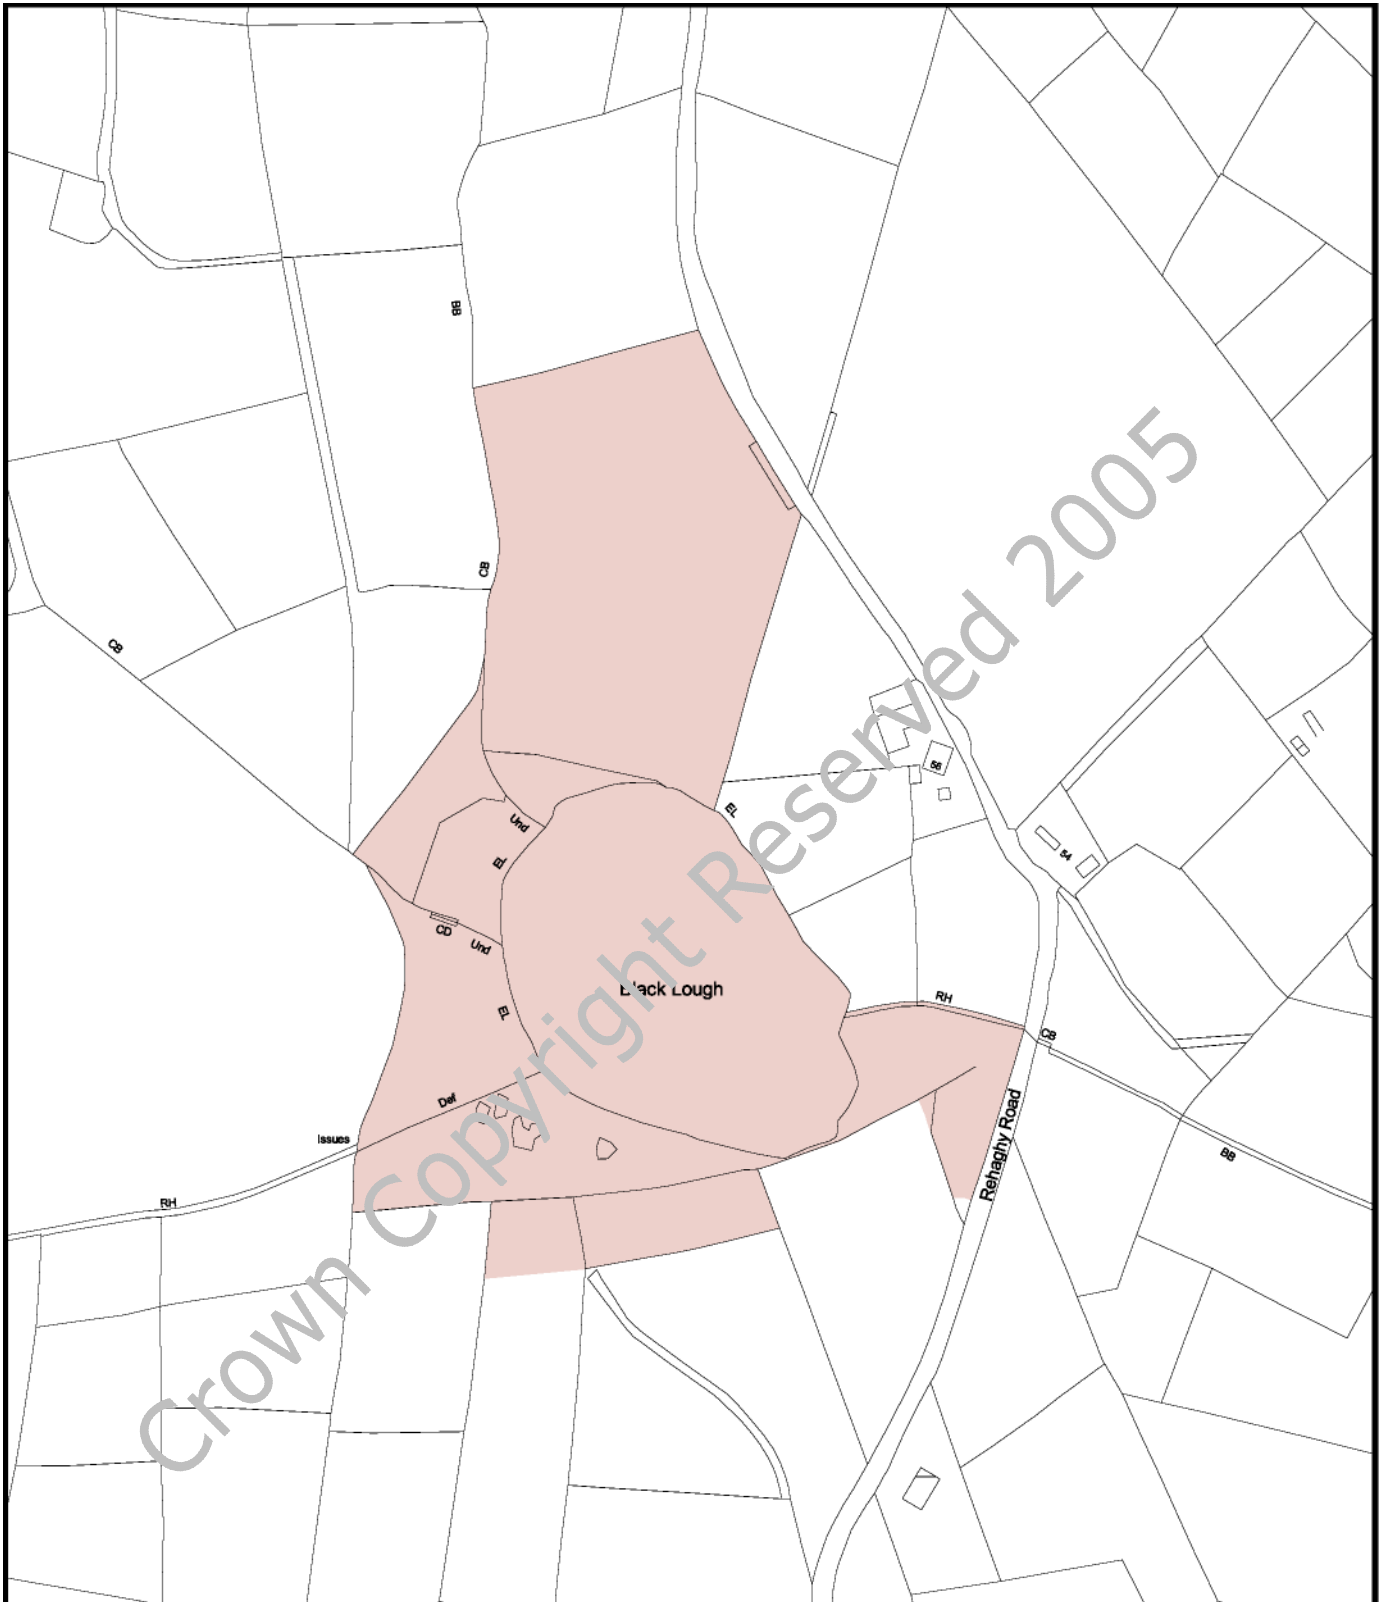 BB
CB
CB
56
54
EL
Und
EL
CD
Und
EL
Black Lough
RH
CB
Def
Issues
RH
Rehaghy Road
BB
Crown Copyright Reserved 2005